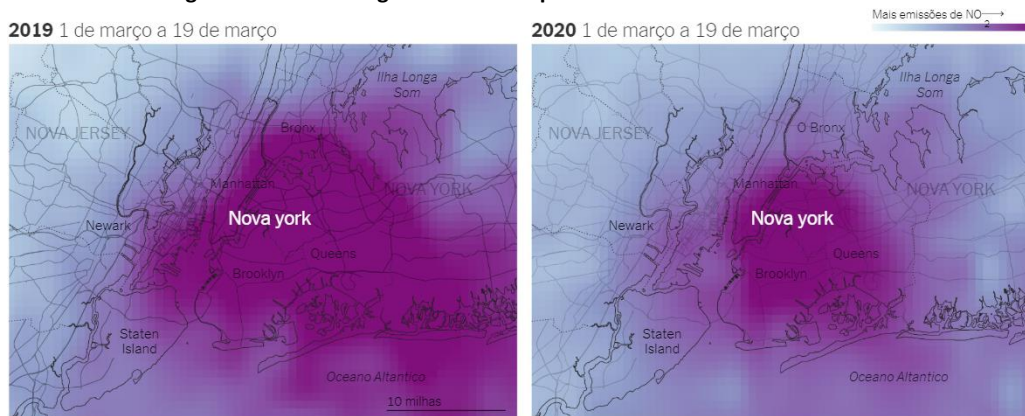 Mais emissões de NO2
2019 1 de março a 19 de março
Ilha Longa
Som
NOVA JERSEY
Bronx
Manhattan
NOVA YORK
Nova york
Newark
Queens
Brooklyn
Staten
Island
Oceano Altantico
10 milhas
2020 1 de março a 19 de março
Ilha Longa
Som
NOVA JERSEY
O Bronx
Manhattan
NOVA YORK
Nova york
Newark
Queens
Brooklyn
Staten
Island
Oceano Altantico